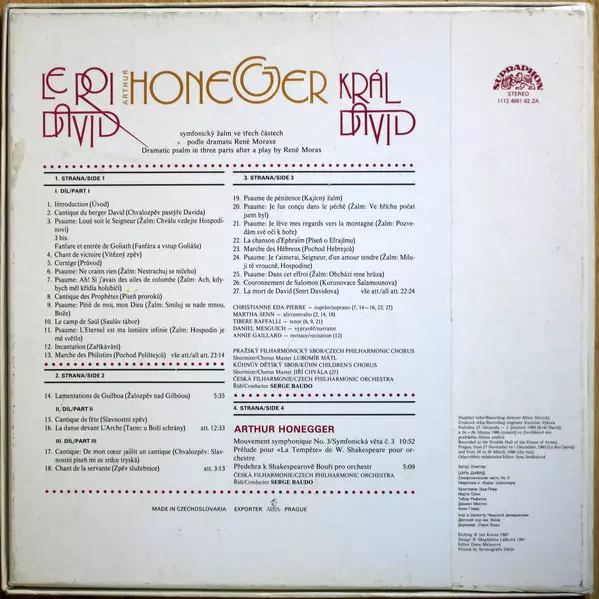 LE ROI
DAVID
ARTHUR
HONEGGER
KRÁL
DAVID
symfonický žalm ve třech částech
podle dramatu René Moraxe
Dramatic psalm in three parts after a play by René Morax
SUPRAPHON
STEREO
1112 4661-62 ZA
1. STRANA/SIDE 1
I. DÍL/PART I
1. Introduction (Úvod)
2. Cantique du berger David (Chvalozpěv pastýře Davida)
3. Psaume: Loué soit le Seigneur (Žalm: Chválu vzdejte Hospodi-
novi)
3 bis.
Fanfare et entrée de Goliath (Fanfára a vstup Goliáše)
4. Chant de victoire (Vítězný zpěv)
5. Cortège (Průvod)
6. Psaume: Ne crains rien (Žalm: Nestrachuj se ničeho)
7. Psaume: Ah! Si j'avais des ailes de colombe (Žalm: Ach, kdy-
bych měl křídla holubičí)
8. Cantique des Prophètes (Píseň proroků)
9. Psaume: Pitié de moi, mon Dieu (Žalm: Smiluj se nade mnou,
Bože)
10. Le camp de Saül (Saulův tábor)
11. Psaume: L'Eternel est ma lumière infinie (Žalm: Hospodin je
mé světlo)
12. Incantation (Zaříkávání)
13. Marche des Philistins (Pochod Pelištejců) vše att./all att. 23:14
2. STRANA/SIDE 2
14. Lamentations de Guilboa (Žalozpěv nad Gilboou) 5:35
II. DÍL/PART II
15. Cantique de fête (Slavnostní zpěv)
16. La danse devant L'Arche (Tanec u Boží schrány) att. 12:33
III. DÍL/PART III
17. Cantique: De mon cœur jaillit un cantique (Chvalozpěv: Slav-
nostní píseň mi ze srdce tryská)
18. Chant de la servante (Zpěv služebnice) att. 3:13
3. STRANA/SIDE 3
19. Psaume de pénitence (Kajícný žalm)
20. Psaume: Je fus conçu dans le péché (Žalm: Ve hříchu počat
jsem byl)
21. Psaume: Je lève mes regards vers la montagne (Žalm: Pozve-
dám své oči k hoře)
22. La chanson d'Ephraïm (Píseň o Efrajimu)
23. Marche des Hébreux (Pochod Hebrejců)
24. Psaume: Je t'aimerai, Seigneur, d'un amour tendre (Žalm: Miluj-
i tě vroucně, Hospodine)
25. Psaume: Dans cet effroi (Žalm: Obchází mne hrůza)
26. Couronnement de Salomon (Korunovace Šalamounova)
27. La mort de David (Smrt Davidova) vše att./all att. 22:24
CHRISTIANNE EDA-PIERRE - soprán/soprano (7, 14—16, 22, 27)
MARTHA SENN - alt/contralto (2, 14, 18)
TIBERE RAFFALLI - tenor (6, 9, 21)
DANIEL MESGUICH - vypravěč/narrator
ANNIE GAILLARD - recitace/recitation (12)
PRAŽSKÝ FILHARMONICKÝ SBOR/CZECH PHILHARMONIC CHORUS
Sbormistr/Chorus Master LUBOMÍR MÁTL
KÜHNŮV DĚTSKÝ SBOR/KÜHN CHILDREN'S CHORUS
Sbormistr/Chorus Master JIŘÍ CHVÁLA (27)
ČESKÁ FILHARMONIE/CZECH PHILHARMONIC ORCHESTRA
Řídí/Conductor SERGE BAUDO
4. STRANA/SIDE 4
ARTHUR HONEGGER
Mouvement symphonique No. 3/Symfonická věta č. 3 10:52
Prélude pour «La Tempête» de W. Shakespeare pour or-
chestre
Předehra k Shakespearově Bouři pro orchestr 5:09
ČESKÁ FILHARMONIE/CZECH PHILHARMONIC ORCHESTRA
Řídí/Conductor SERGE BAUDO
MADE IN CZECHOSLOVAKIA EXPORTER ARTIA PRAGUE
Артур Онеггер
ЦАРЬ ДАВИД
Etching © Jan Kavan 1987